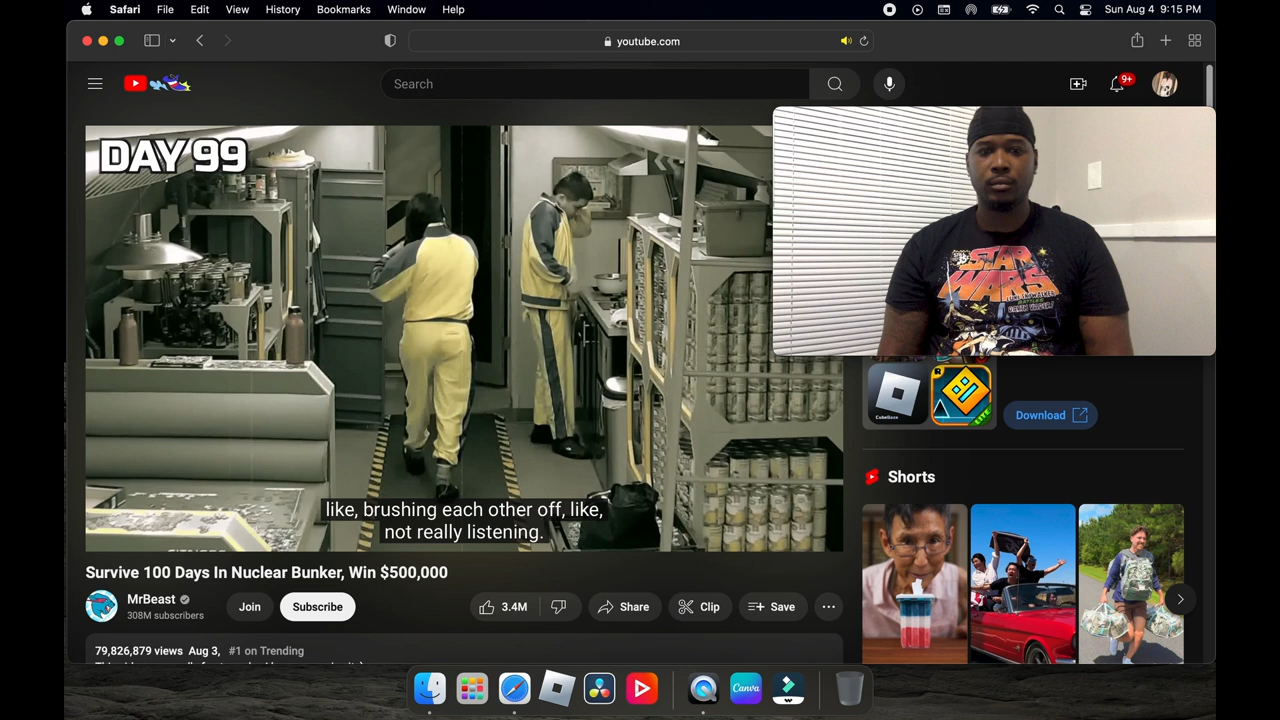 Safari File Edit View History Bookmarks Window Help
Sun Aug 4 9:15 PM
youtube.com
Search
9+
DAY 99
STAR
WARS
like, brushing each other off, like,
not really listening.
Survive 100 Days In Nuclear Bunker, Win $500,000
MrBeast
308M subscribers
Join
Subscribe
3.4M
Share
Clip
Save
79,826,879 views Aug 3, #1 on Trending
Download
LITE
Shorts
Canva